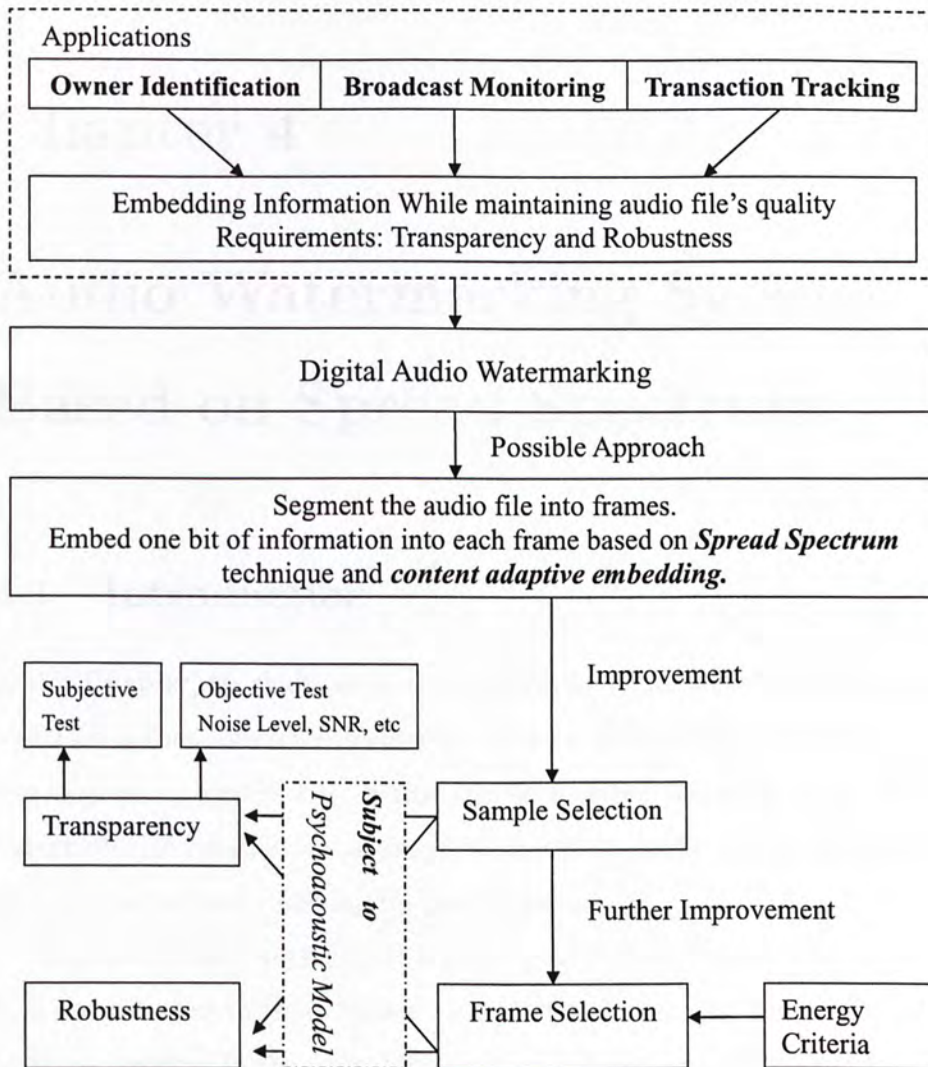 Applications
Owner Identification
Broadcast Monitoring
Transaction Tracking
Embedding Information While maintaining audio file's quality
Requirements: Transparency and Robustness
Digital Audio Watermarking
Possible Approach
Segment the audio file into frames.
Embed one bit of information into each frame based on Spread Spectrum
technique and content adaptive embedding.
Improvement
Subjective
Test
Objective Test
Noise Level, SNR, etc
Transparency
Subject to
Psychoacoustic Model
Sample Selection
Further Improvement
Robustness
Frame Selection
Energy
Criteria